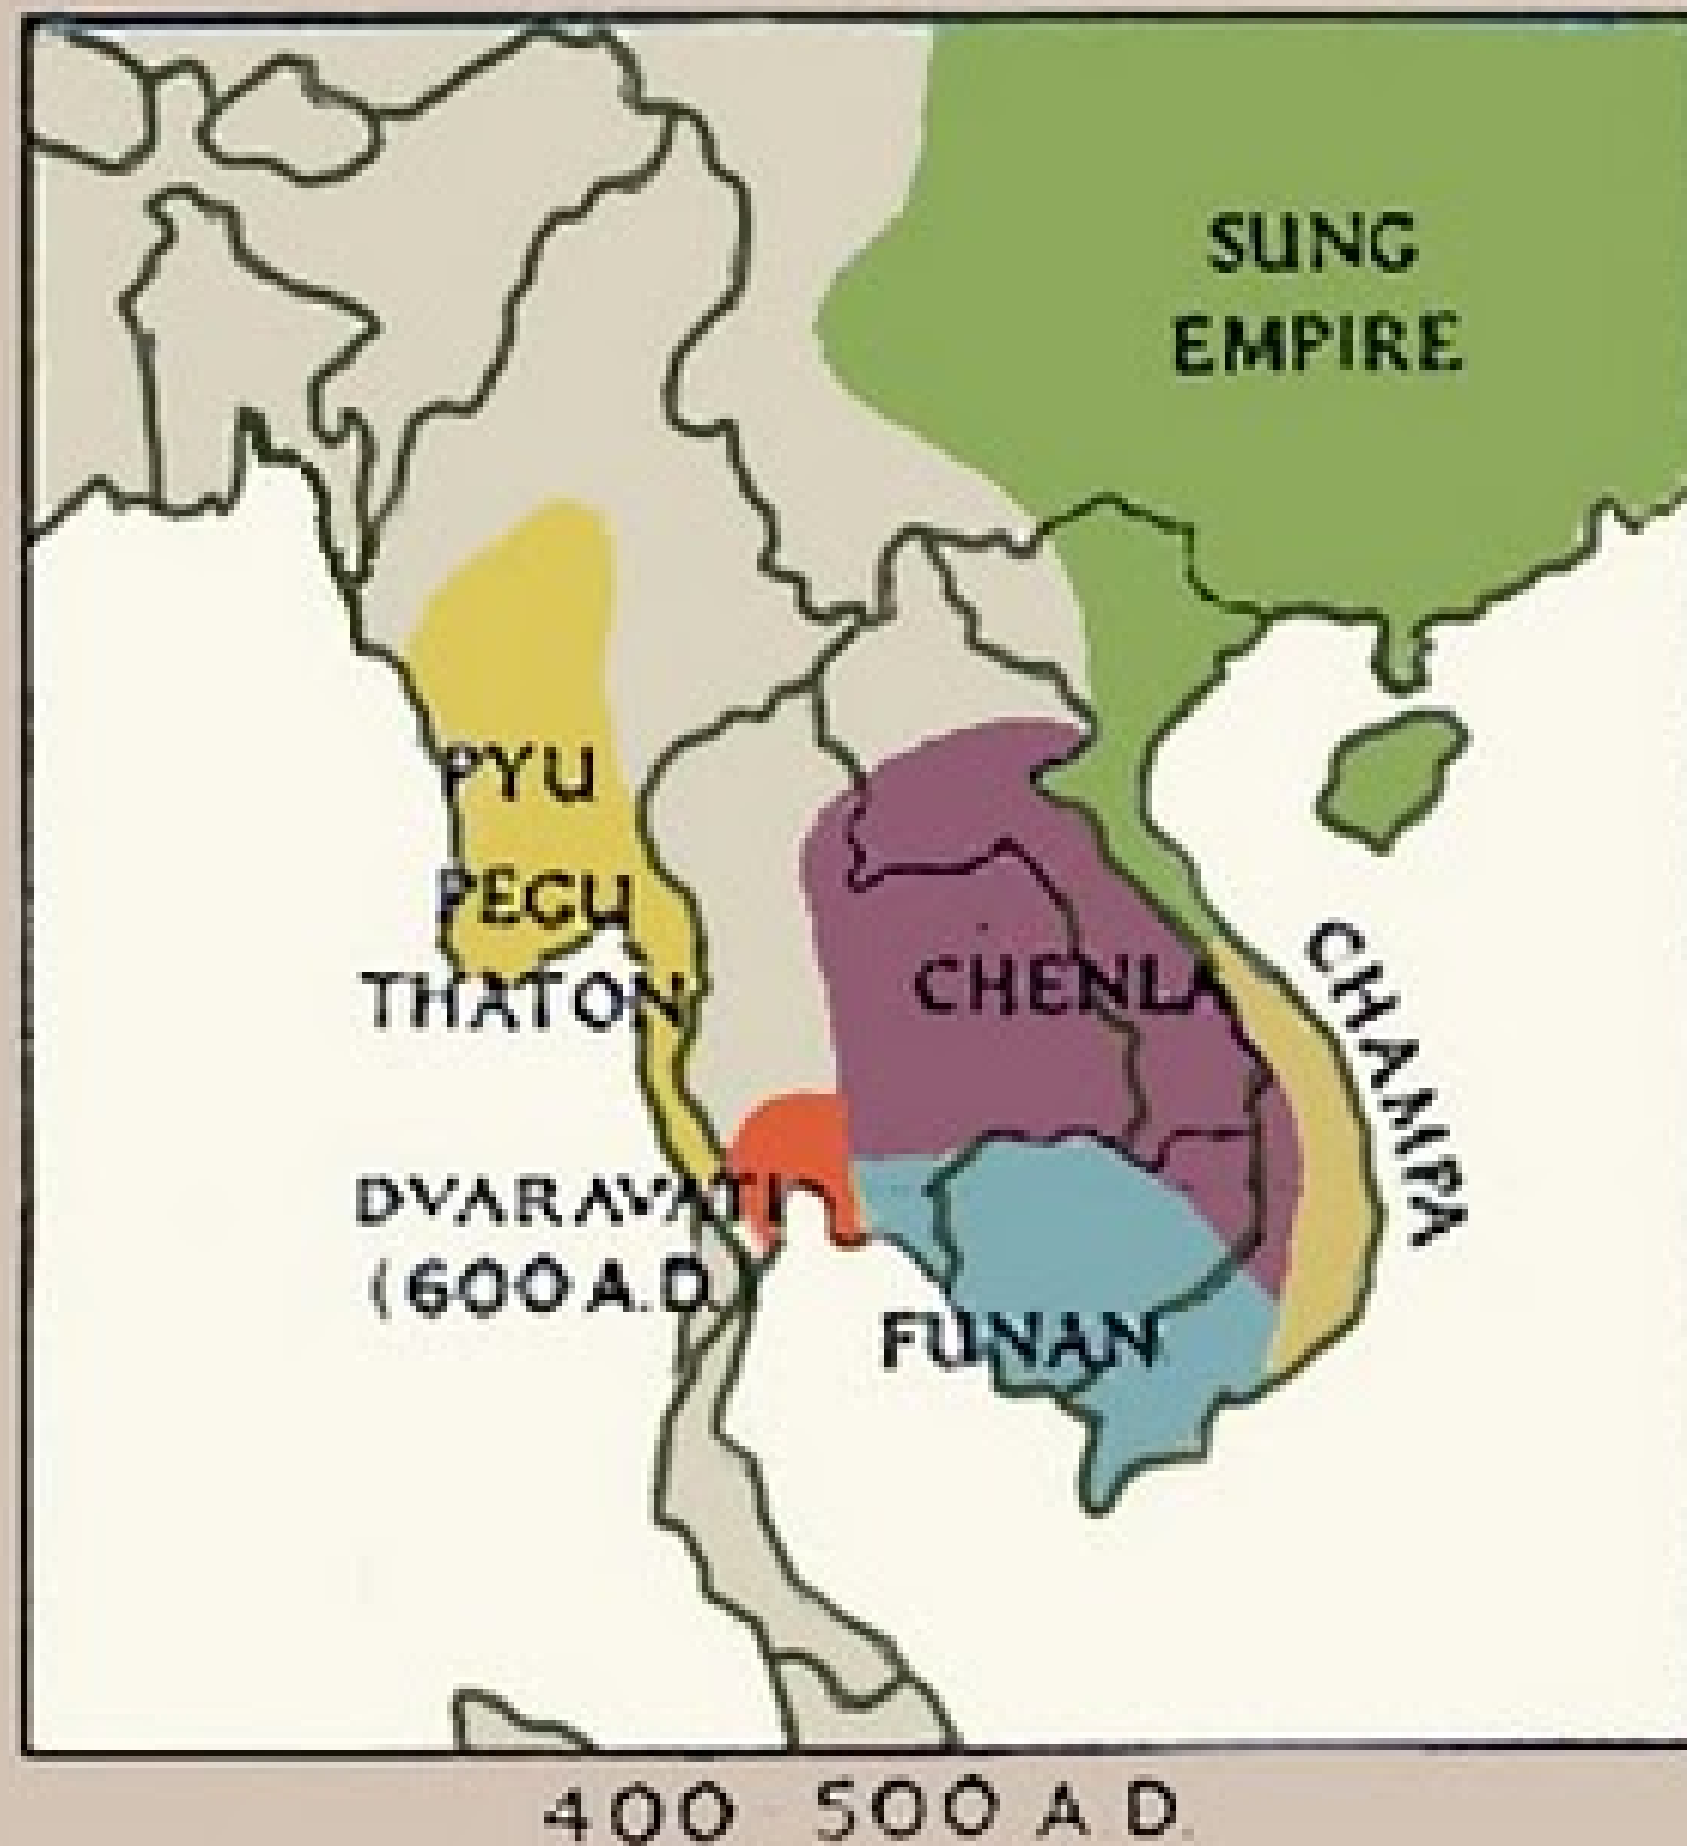 SUNG
EMPIRE
PYU
PEGU
THATON
CHENLA
CHAMPA
DVARAVATI
(600 A.D.
FUNAN
400 500 A.D.